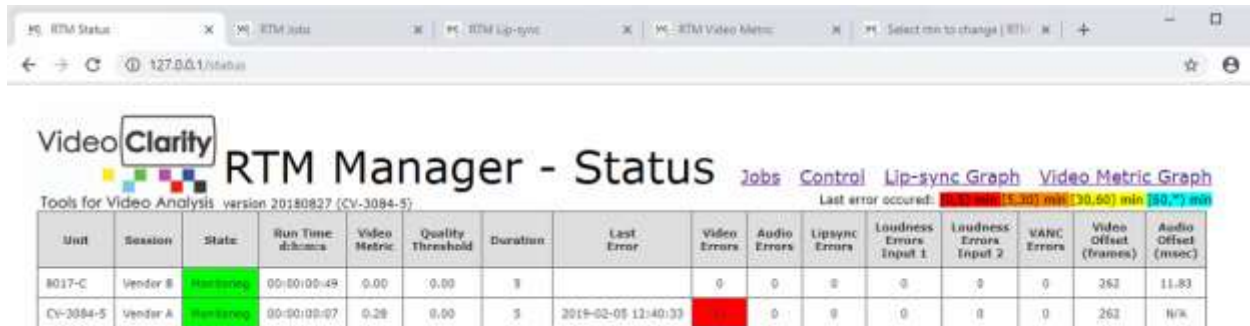 RTM Status RTM Jobs RTM Lip-sync RTM Video Metric Select rtm to change | RTM
127.0.0.1/status
Video Clarity
RTM Manager - Status Jobs Control Lip-sync Graph Video Metric Graph
Tools for Video Analysis version 20180827 (CV-3084-5) Last error occured: [0,5) min [5,30) min [30,60) min [60,*) min
Unit Session State Run Time d:h:m:s Video Metric Quality Threshold Duration Last Error Video Errors Audio Errors Lipsync Errors Loudness Errors Input 1 Loudness Errors Input 2 VANC Errors Video Offset (frames) Audio Offset (msec)
8017-C Vendor B Monitoring 00:00:00:49 0.00 0.00 5 0 0 0 0 0 0 262 11.83
CV-3084-5 Vendor A Monitoring 00:00:00:07 0.28 0.00 5 2019-02-05 12:40:33 0 0 0 0 0 262 N/A